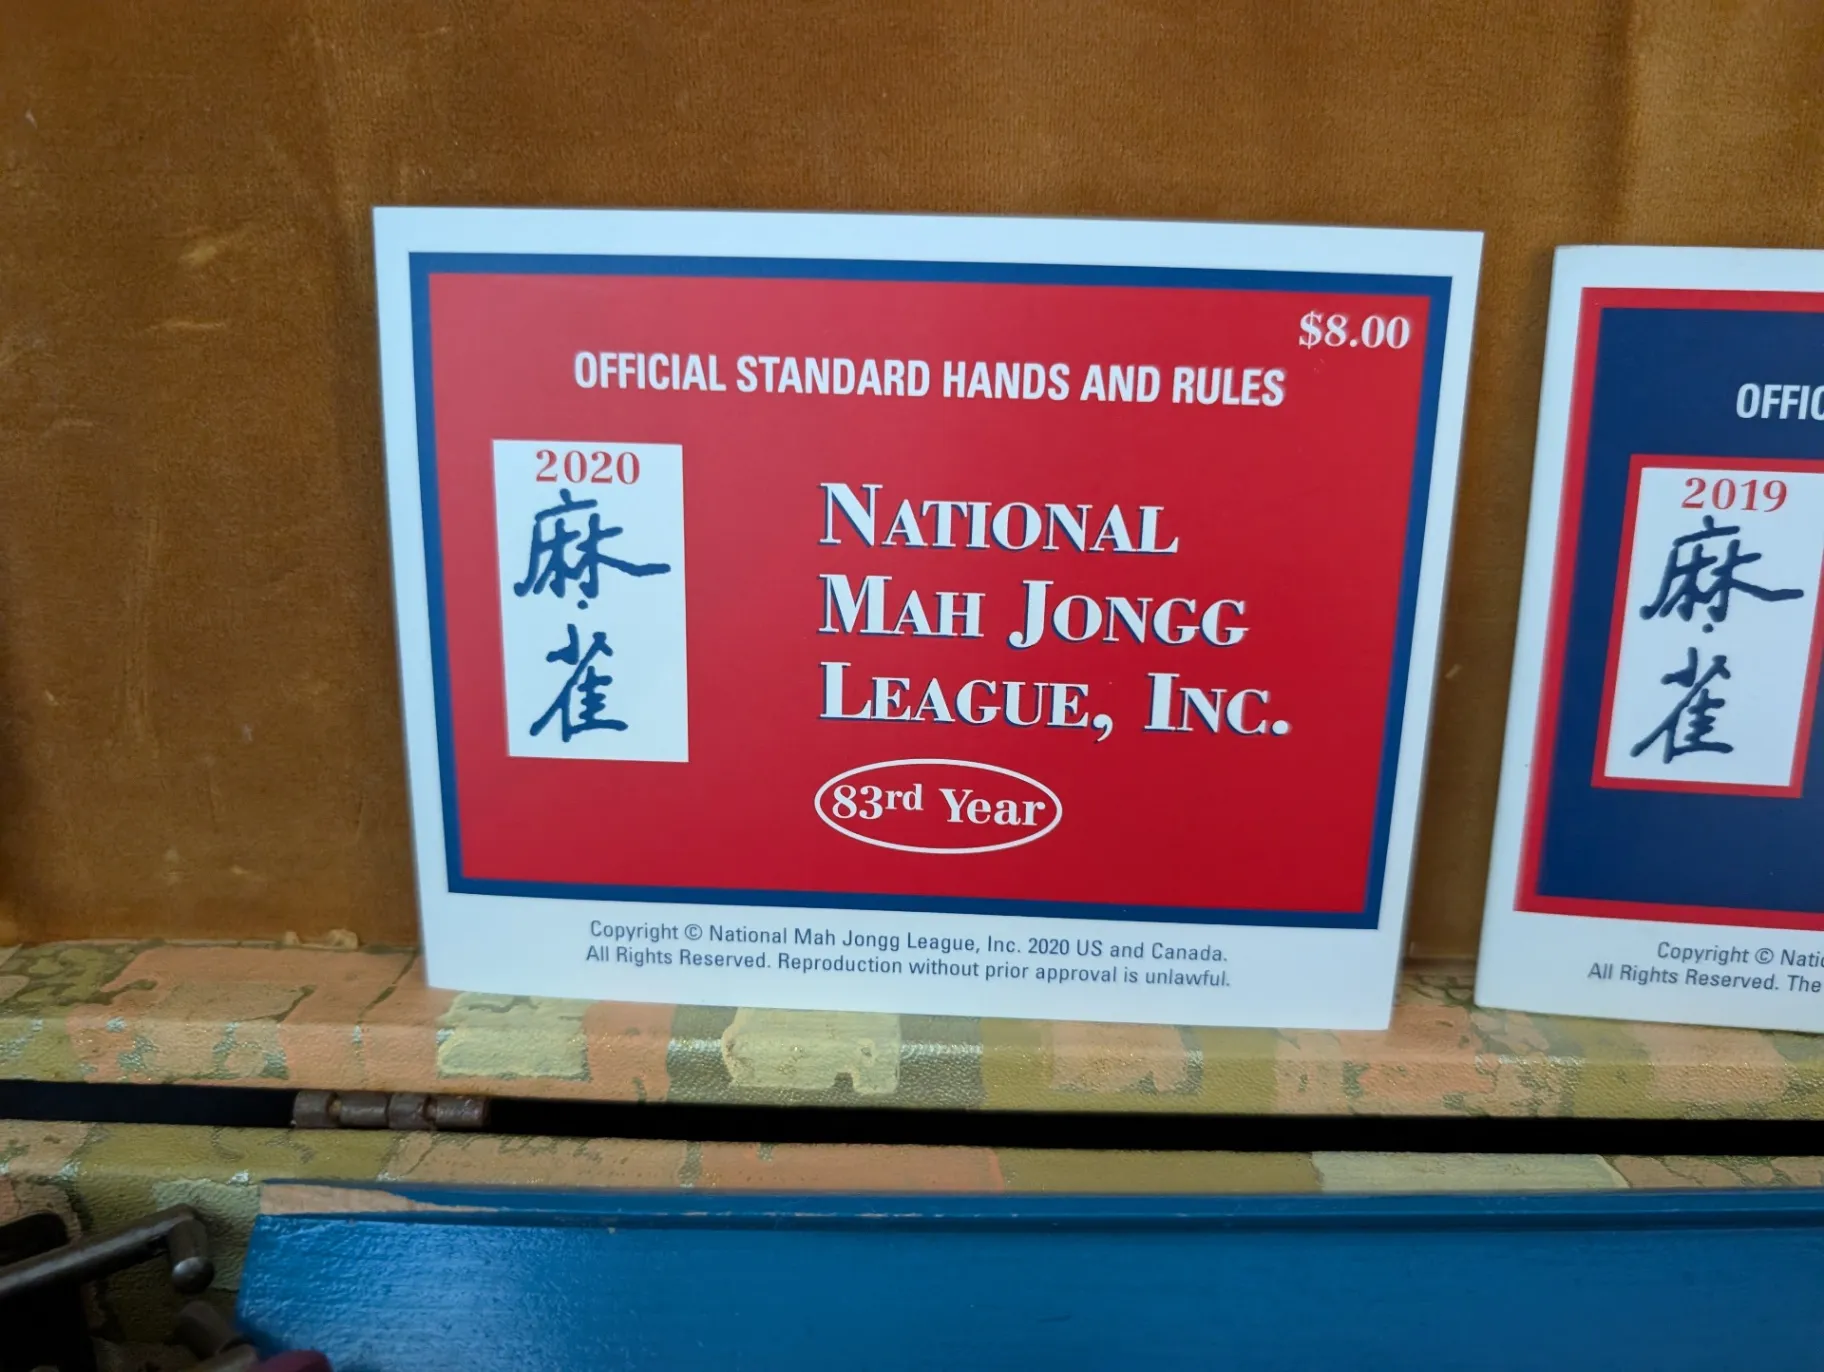 $8.00
OFFICIAL STANDARD HANDS AND RULES
2020
麻
雀
NATIONAL
MAH JONGG
LEAGUE, INC.
83rd Year
Copyright © National Mah Jongg League, Inc. 2020 US and Canada.
All Rights Reserved. Reproduction without prior approval is unlawful.
2019
麻
雀
Copyright ©
All Rights Reserved. The